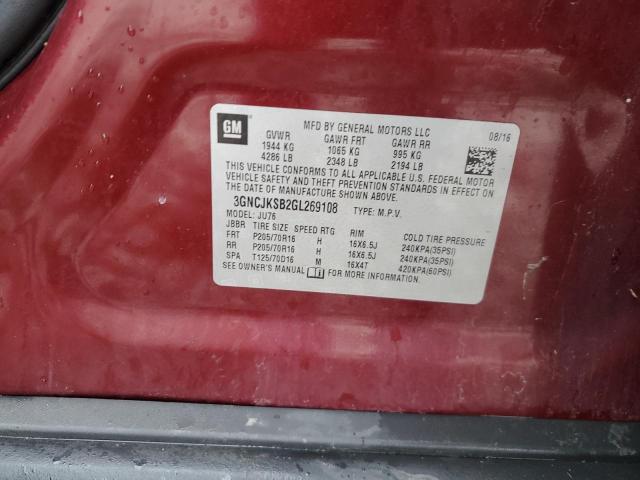 GM
MFD BY GENERAL MOTORS LLC 08/16
GVWR GAWR FRT GAWR RR
1944 KG 1065 KG 995 KG
4286 LB 2348 LB 2194 LB
THIS VEHICLE CONFORMS TO ALL APPLICABLE U.S. FEDERAL MOTOR
VEHICLE SAFETY AND THEFT PREVENTION STANDARDS IN EFFECT ON
THE DATE OF MANUFACTURE SHOWN ABOVE.
3GNCJKSB2GL269108 TYPE: M.P.V.
MODEL: JU76
JBBR TIRE SIZE SPEED RTG RIM COLD TIRE PRESSURE
FRT P205/70R16 H 16X6.5J 240KPA(35PSI)
RR P205/70R16 H 16X6.5J 240KPA(35PSI)
SPA T125/70D16 M 16X4T 420KPA(60PSI)
SEE OWNER'S MANUAL FOR MORE INFORMATION